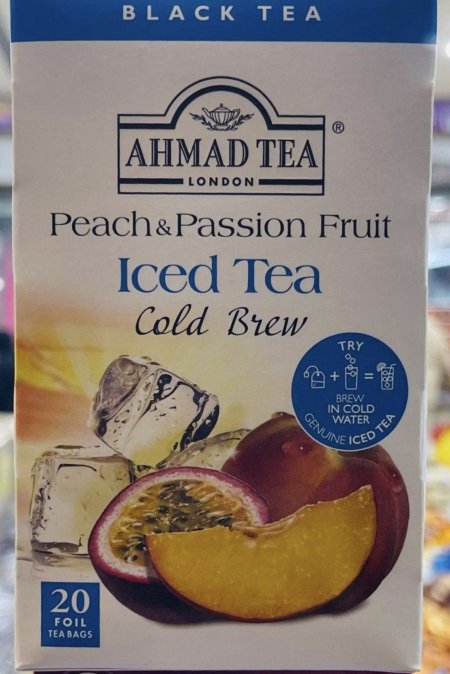 BLACK TEA
AHMAD TEA®
LONDON
Peach & Passion Fruit
Iced Tea
Cold Brew
TRY
+ =
BREW
IN COLD
WATER
GENUINE ICED TEA
20
FOIL
TEA BAGS